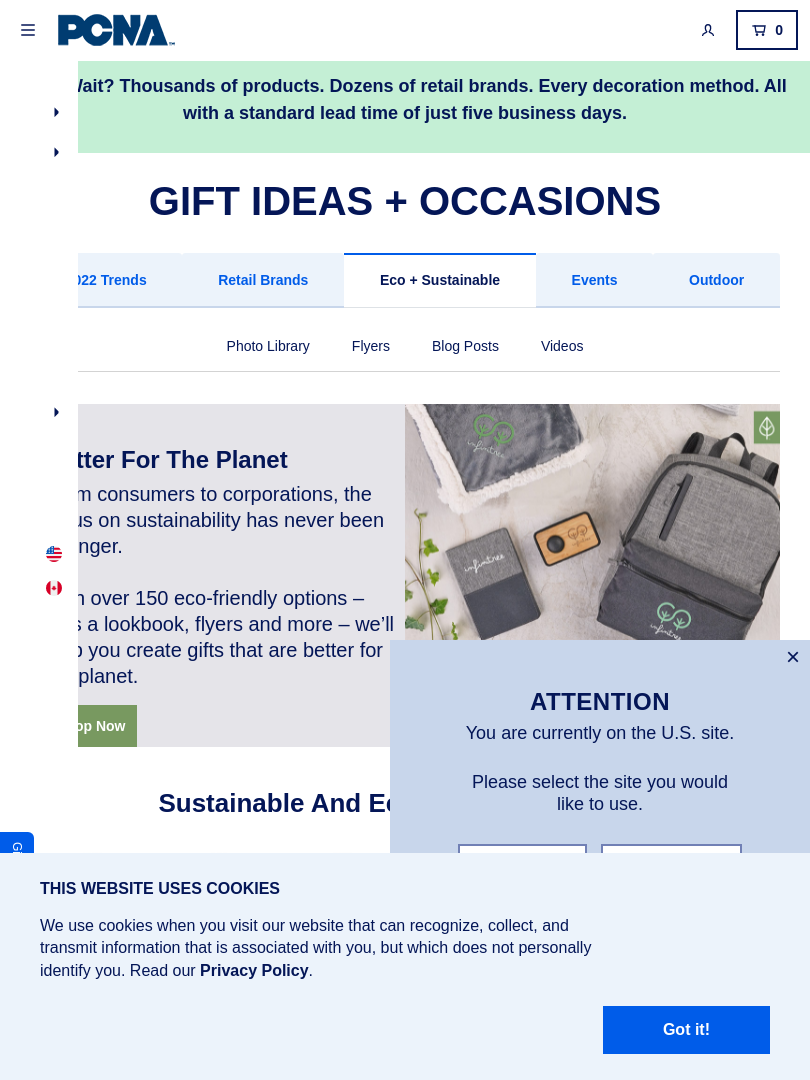 PCNA
0
Wait? Thousands of products. Dozens of retail brands. Every decoration method. All
with a standard lead time of just five business days.
GIFT IDEAS + OCCASIONS
Trends
Retail Brands
Eco + Sustainable
Events
Outdoor
Photo Library
Flyers
Blog Posts
Videos
For The Planet
consumers to corporations, the
on sustainability has never been
over 150 eco-friendly options –
a lookbook, flyers and more – we'll
you create gifts that are better for
planet.
Now
infinitree
infinitree
infinitree
Sustainable And
×
ATTENTION
You are currently on the U.S. site.
Please select the site you would
like to use.
THIS WEBSITE USES COOKIES
We use cookies when you visit our website that can recognize, collect, and
transmit information that is associated with you, but which does not personally
identify you. Read our Privacy Policy.
Got it!